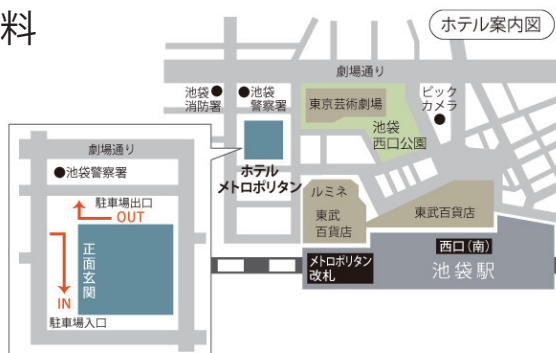 料
ホテル案内図
劇場通り
池袋
消防署
池袋
警察署
東京芸術劇場
ビック
カメラ
池袋
西口公園
ホテル
メトロポリタン
ルミネ
東武
百貨店
東武百貨店
メトロポリタン
改札
西口(南)
池袋駅
劇場通り
池袋警察署
駐車場出口
OUT
正面玄関
IN
駐車場入口